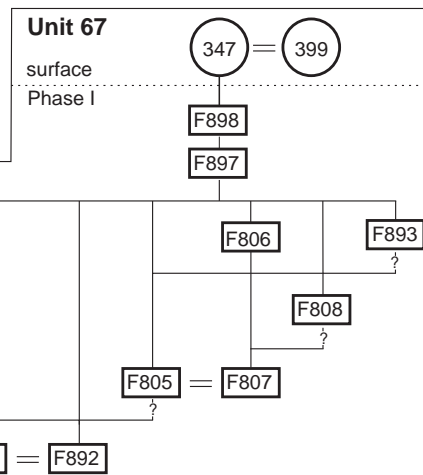 Unit 67
347 = 399
surface
Phase I
F898
F897
F806
F893
?
F808
?
F805 = F807
?
= F892